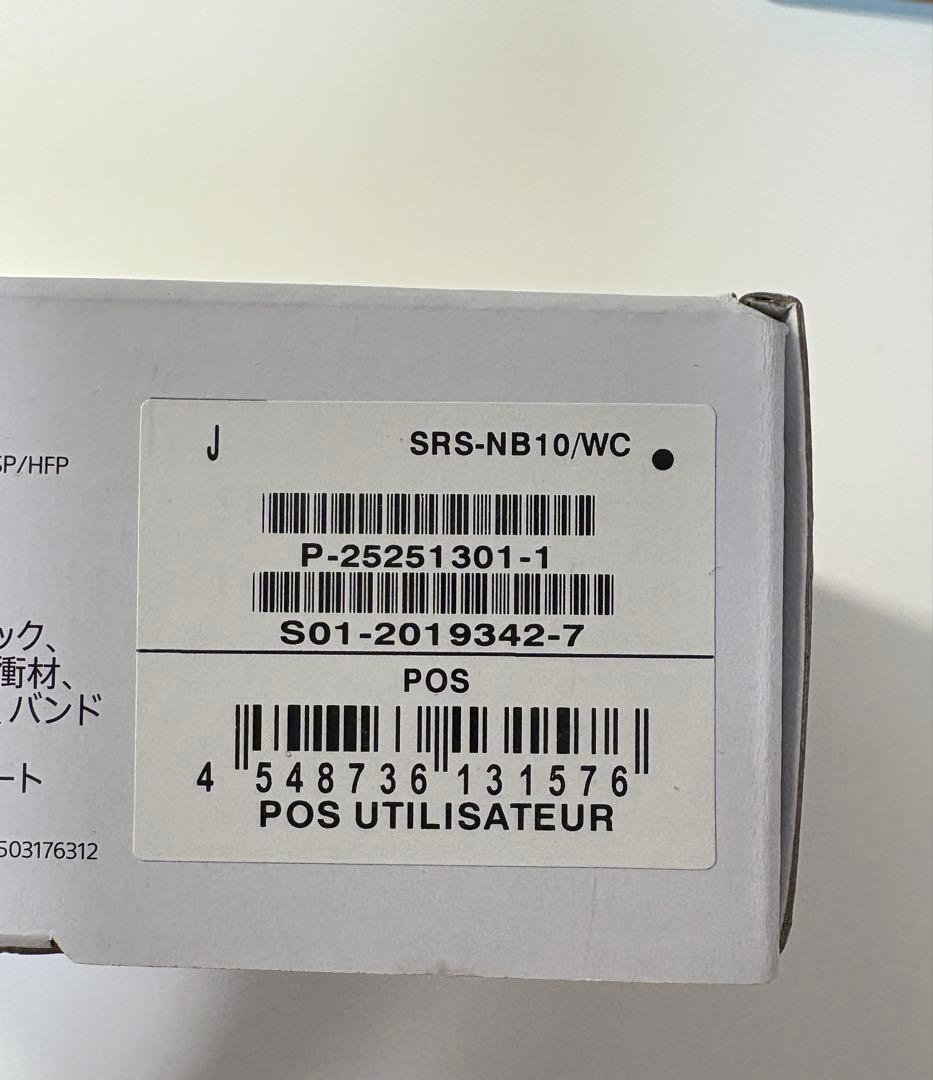 SP/HFP
ック、
衝材、
バンド
ート
503176312
J
SRS-NB10/WC
P-25251301-1
S01-2019342-7
POS
4 548736 131576
POS UTILISATEUR